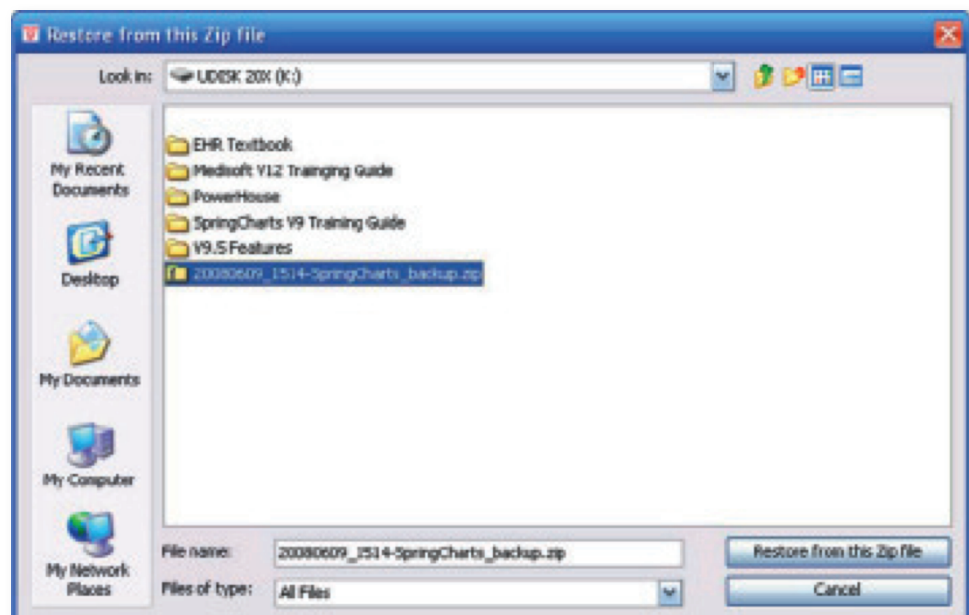 Restore from this Zip file
Look in: UDISK 20X (K:)
My Recent
Documents
Desktop
My Documents
My Computer
My Network
Places
EHR Textbook
Medisoft V12 Trainging Guide
PowerHouse
SpringCharts V9 Training Guide
V9.5 Features
20080609_1514-SpringCharts_backup.zip
File name: 20080609_1514-SpringCharts_backup.zip
Restore from this Zip file
Files of type: All Files
Cancel